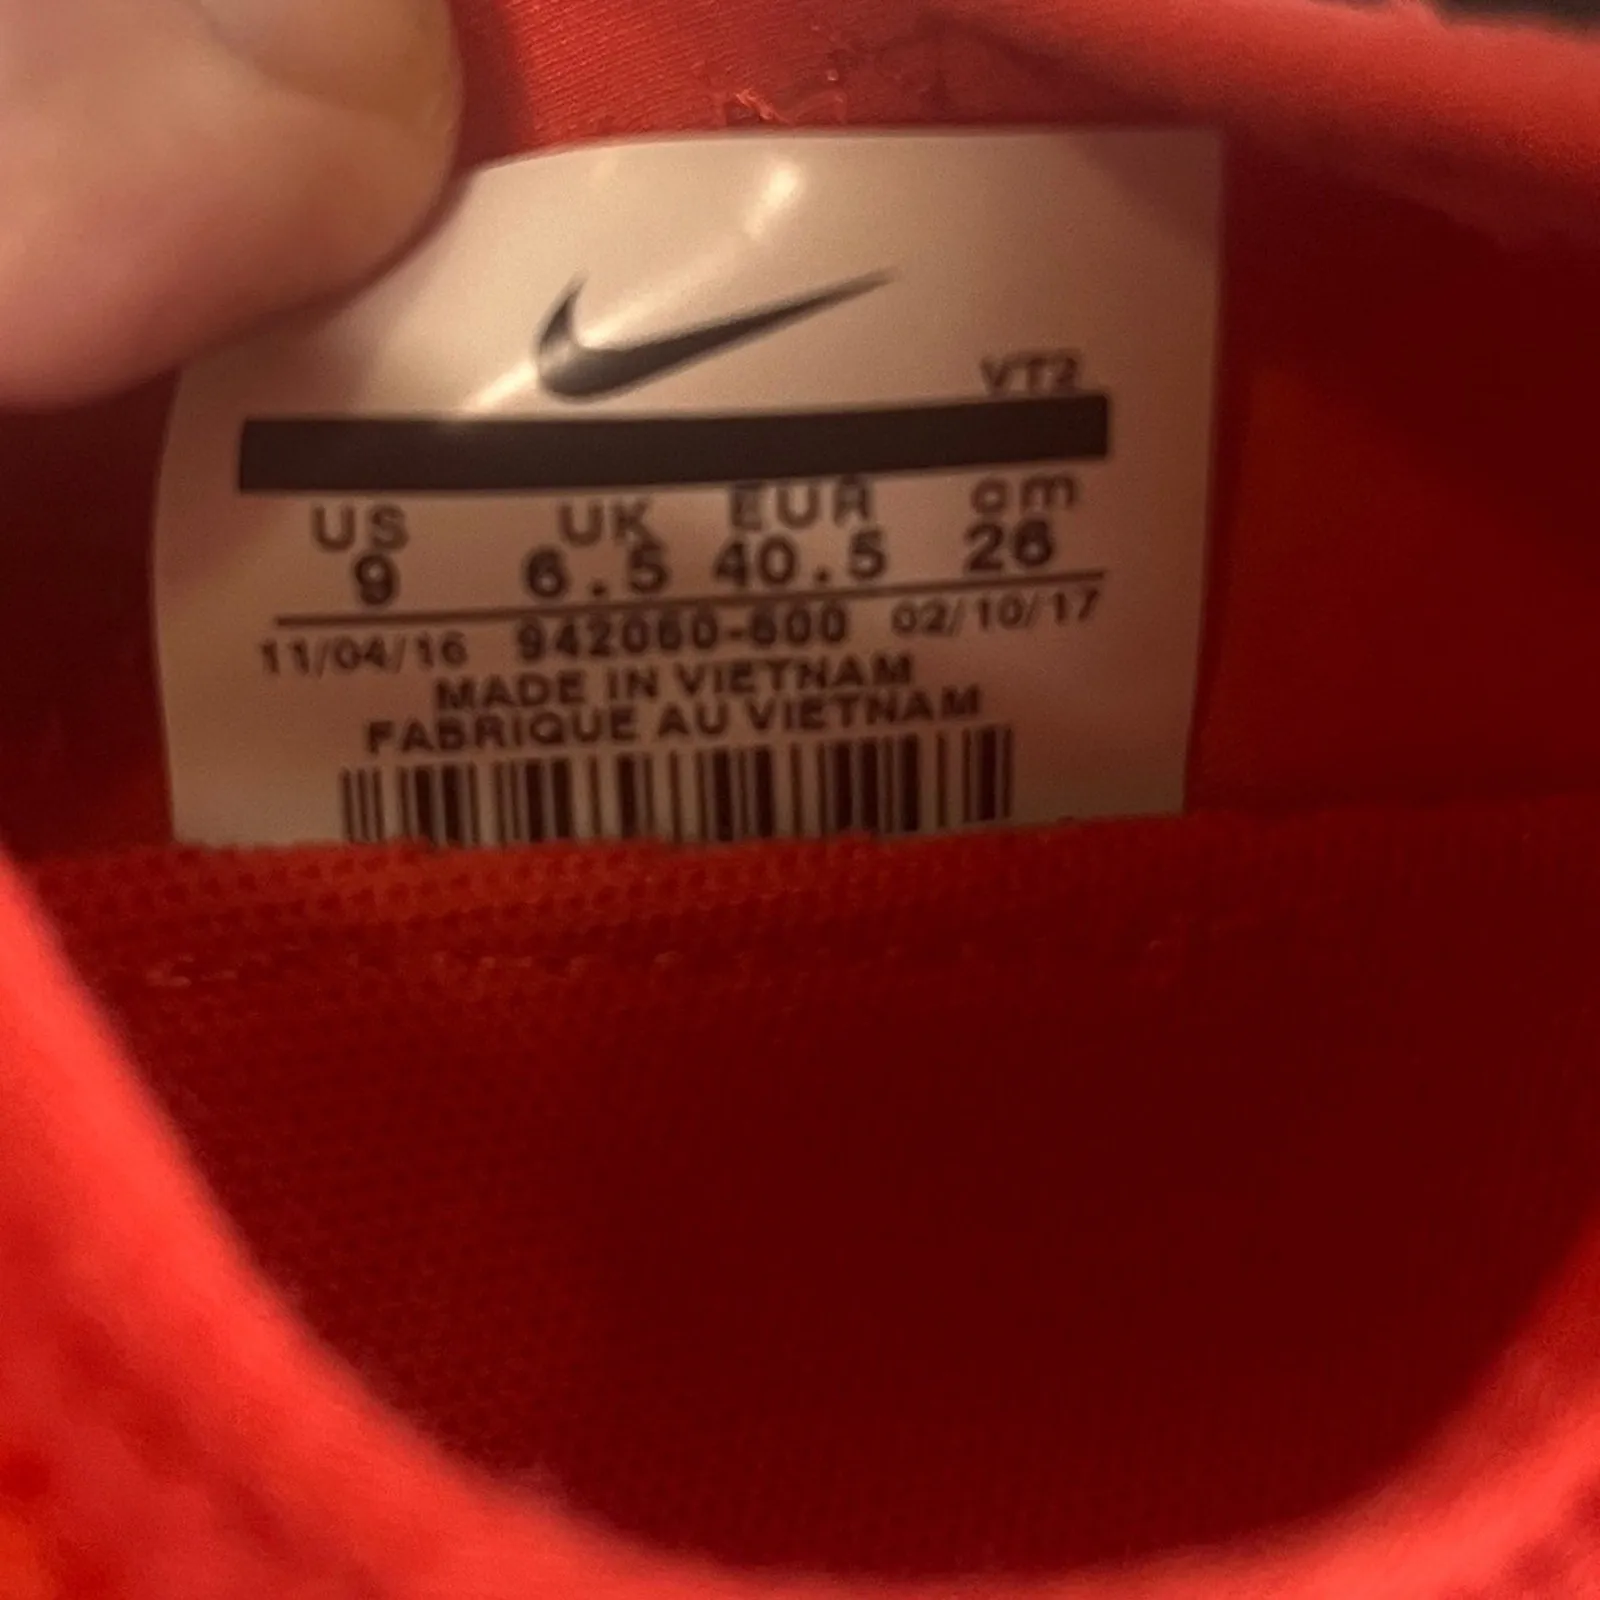 VT2
US UK EUR cm
9 6.5 40.5 26
11/04/16 942060-600 02/10/17
MADE IN VIETNAM
FABRIQUE AU VIETNAM